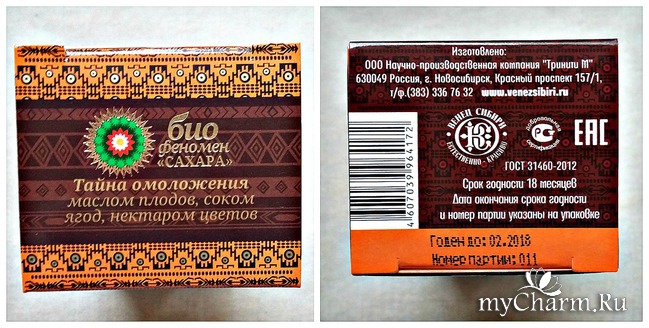 био
феномен
«САХАРА»
Тайна омоложения
маслом плодов, соком
ягод, нектаром цветов
Изготовлено:
ООО Научно-производственная компания "Тринити М"
630049 Россия, г. Новосибирск, Красный проспект 157/1,
т/ф.(383) 336 76 32 www.venezsibiri.ru
ВЕНЕЦ СИБИРИ
ЕСТЕСТВЕННО - КРАСИВО
Добровольная
сертификация
EAC
ГОСТ 31460-2012
Срок годности 18 месяцев
Дата окончания срока годности
и номер партии указаны на упаковке
4607039964172
Годен до: 02.2018
Номер партии: 011
myCharm.Ru